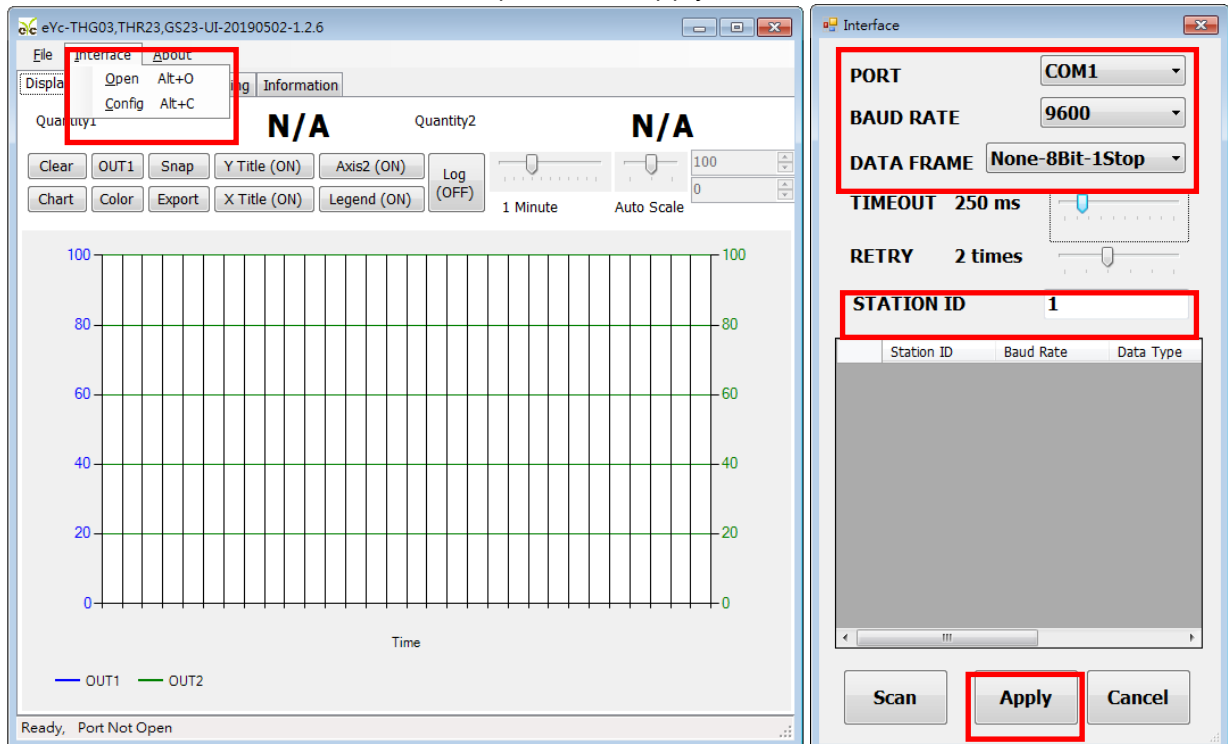 eYc-THG03,THR23,GS23-UI-20190502-1.2.6
File Interface About
Open Alt+O
Config Alt+C
Information
Quantity1 N/A Quantity2 N/A
Clear OUT1 Snap Y Title (ON) Axis2 (ON) Log (OFF) 100
Chart Color Export X Title (ON) Legend (ON) 0
1 Minute Auto Scale
100 100
80 80
60 60
40 40
20 20
0 0
Time
OUT1 OUT2
Ready, Port Not Open
Interface
PORT COM1
BAUD RATE 9600
DATA FRAME None-8Bit-1Stop
TIMEOUT 250 ms
RETRY 2 times
STATION ID 1
Station ID Baud Rate Data Type
Scan Apply Cancel